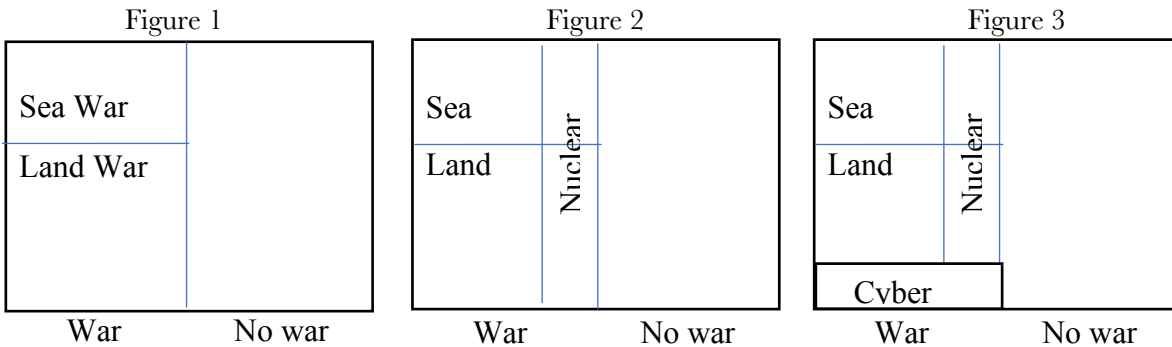 Figure 1
Sea War
Land War
War No war
Figure 2
Sea
Land
Nuclear
War No war
Figure 3
Sea
Land
Nuclear
Cyber
War No war